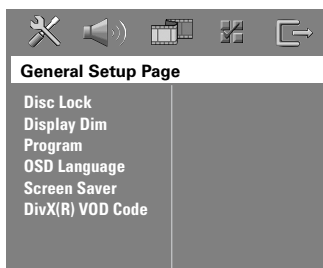 General Setup Page
Disc Lock
Display Dim
Program
OSD Language
Screen Saver
DivX(R) VOD Code